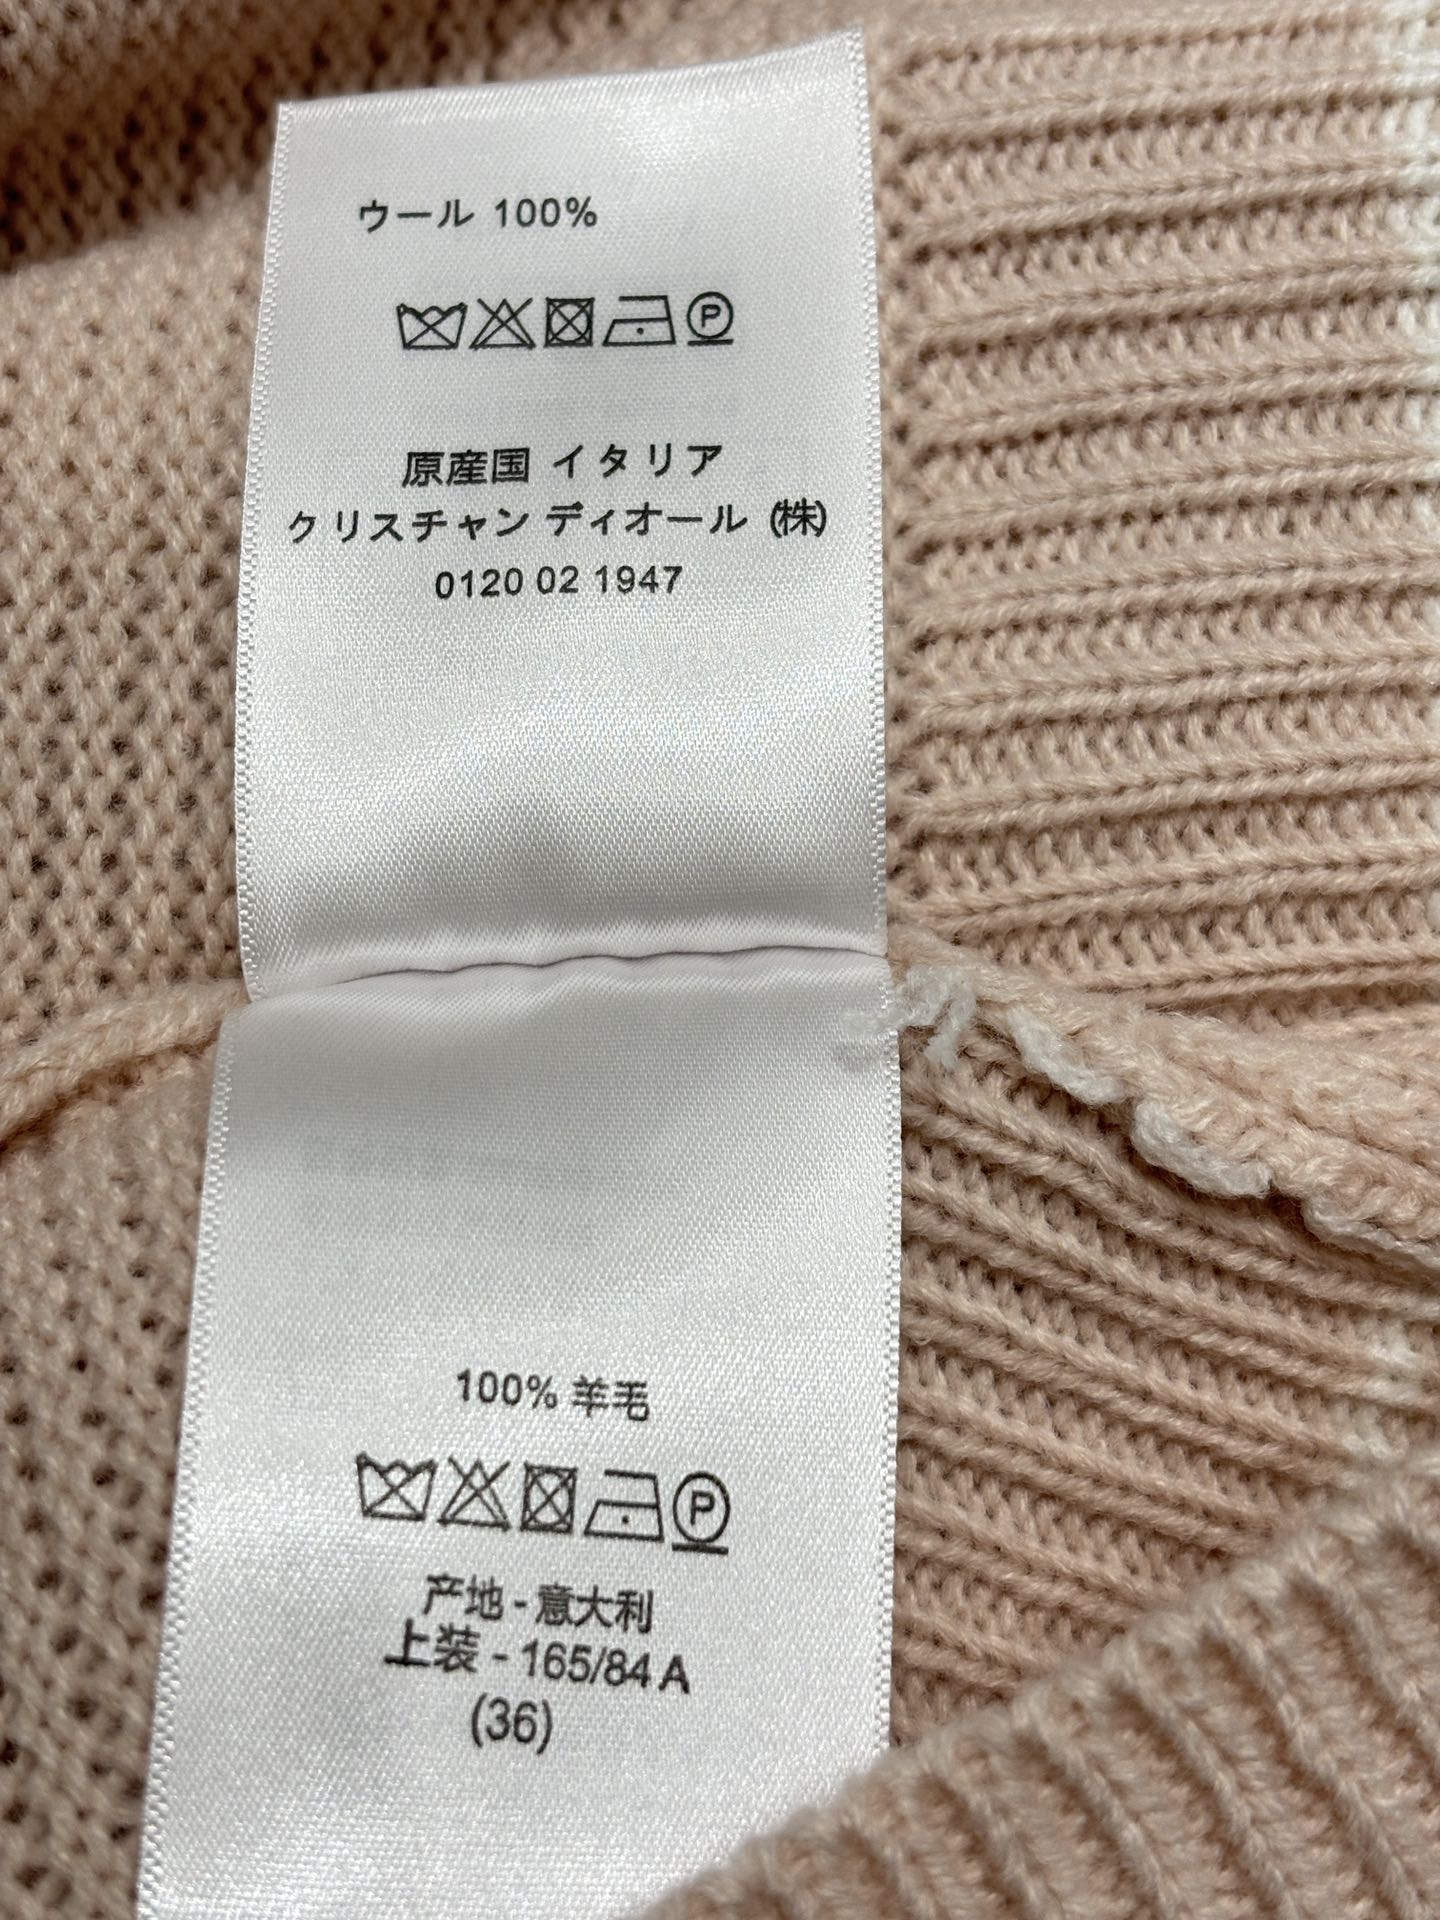 ウール 100%
P
原産国 イタリア
クリスチャン ディオール (株)
0120 02 1947
100% 羊毛
P
产地 - 意大利
上装 - 165/84 A
(36)